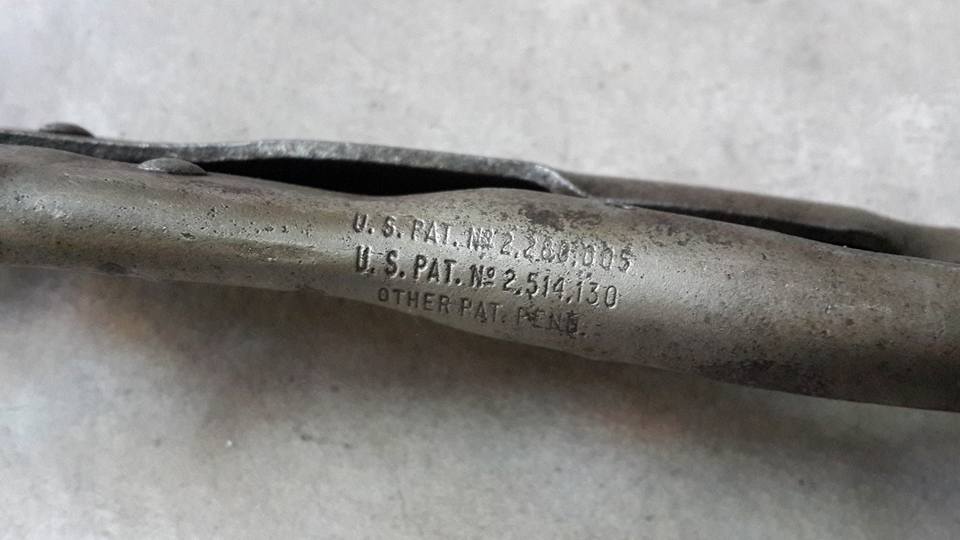 U. S. PAT. Nº 2,280,005
U. S. PAT. Nº 2,514,130
OTHER PAT. PEND.